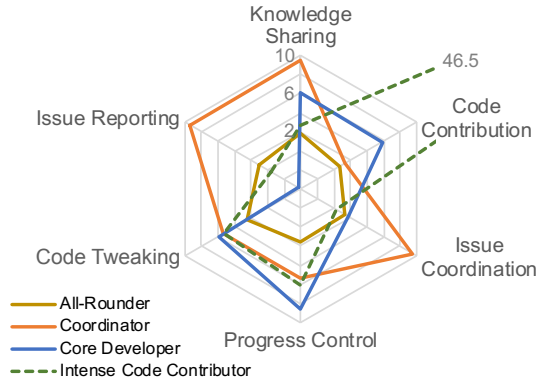 Knowledge
Sharing
10
46.5
6
2
Issue Reporting
Code
Contribution
Code Tweaking
Issue
Coordination
Progress Control
All-Rounder
Coordinator
Core Developer
Intense Code Contributor